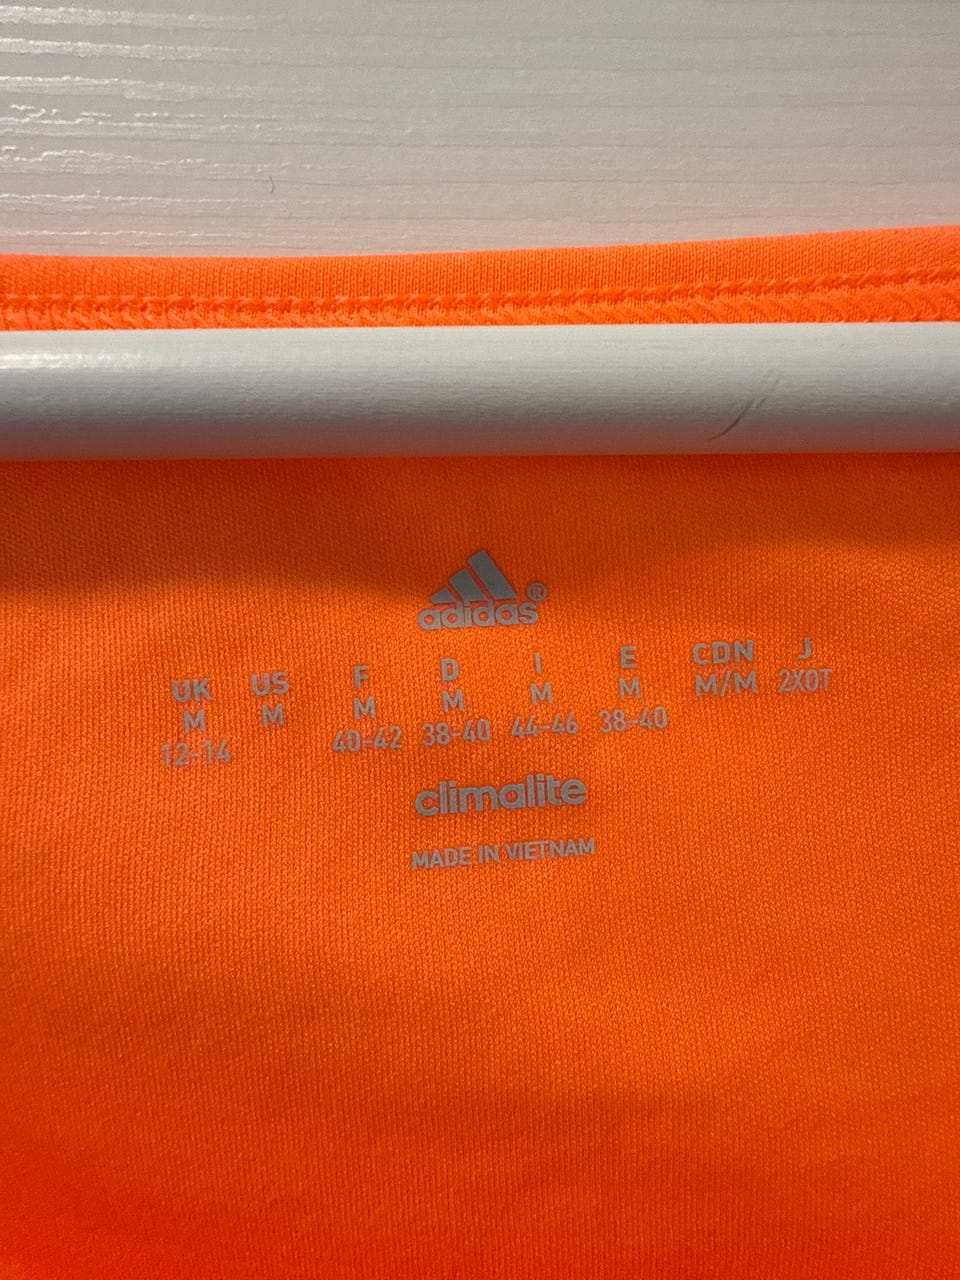 adidas®
UK US F D I E CDN J
M M M M M M M/M 2XOT
12-14 40-42 38-40 44-46 38-40
climalite
MADE IN VIETNAM